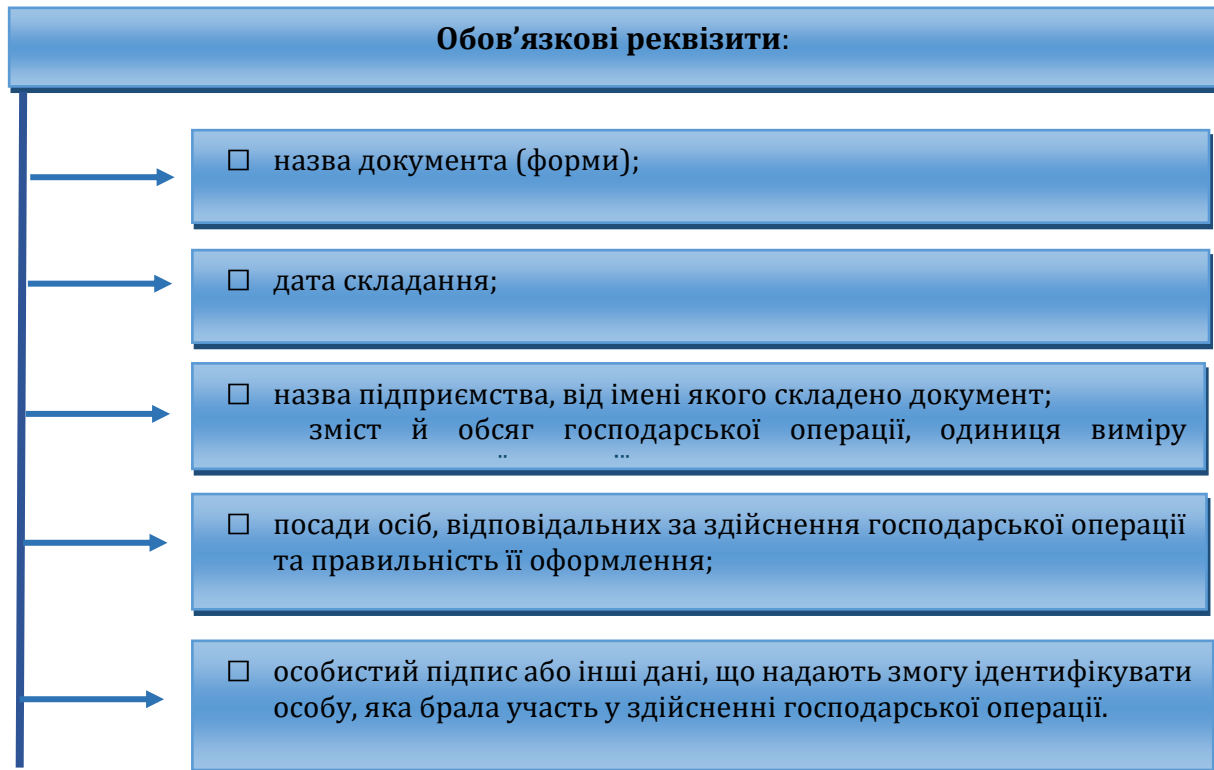 Обов’язкові реквізити:
☐ назва документа (форми);
☐ дата складання;
☐ назва підприємства, від імені якого складено документ;
зміст й обсяг господарської операції, одиниця виміру
☐ посади осіб, відповідальних за здійснення господарської операції
та правильність її оформлення;
☐ особистий підпис або інші дані, що надають змогу ідентифікувати
особу, яка брала участь у здійсненні господарської операції.